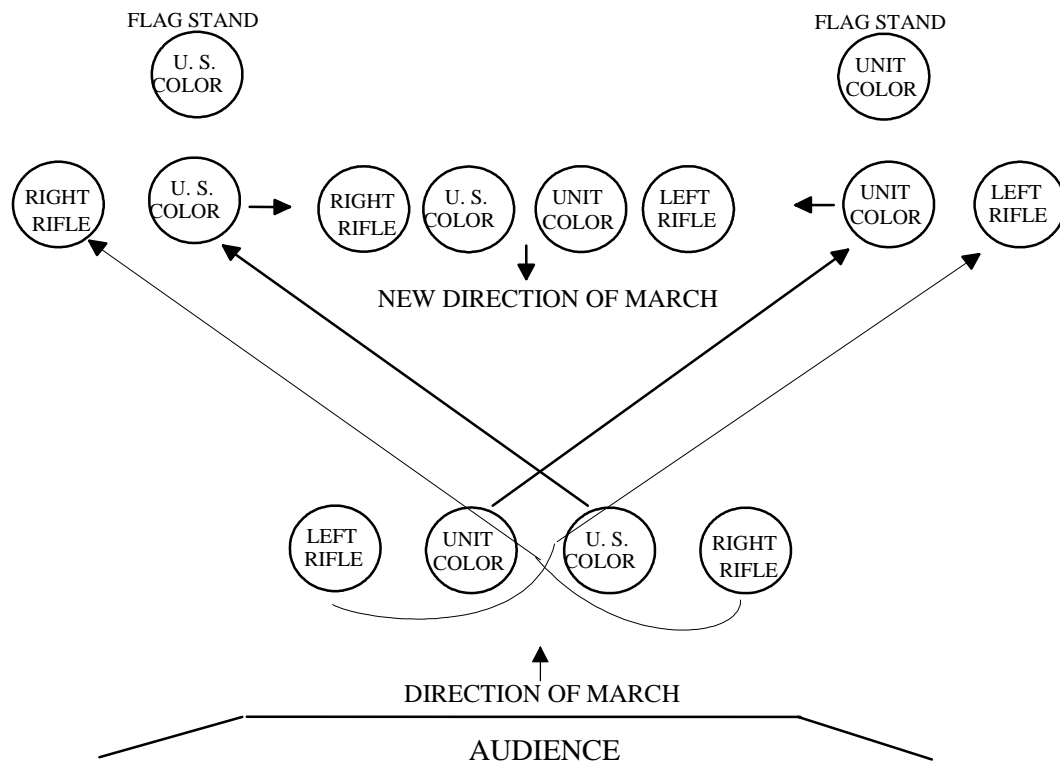 FLAG STAND
FLAG STAND
U. S.
COLOR
UNIT
COLOR
RIGHT
RIFLE
U. S.
COLOR
RIGHT
RIFLE
U. S.
COLOR
UNIT
COLOR
LEFT
RIFLE
UNIT
COLOR
LEFT
RIFLE
NEW DIRECTION OF MARCH
LEFT
RIFLE
UNIT
COLOR
U. S.
COLOR
RIGHT
RIFLE
DIRECTION OF MARCH
AUDIENCE